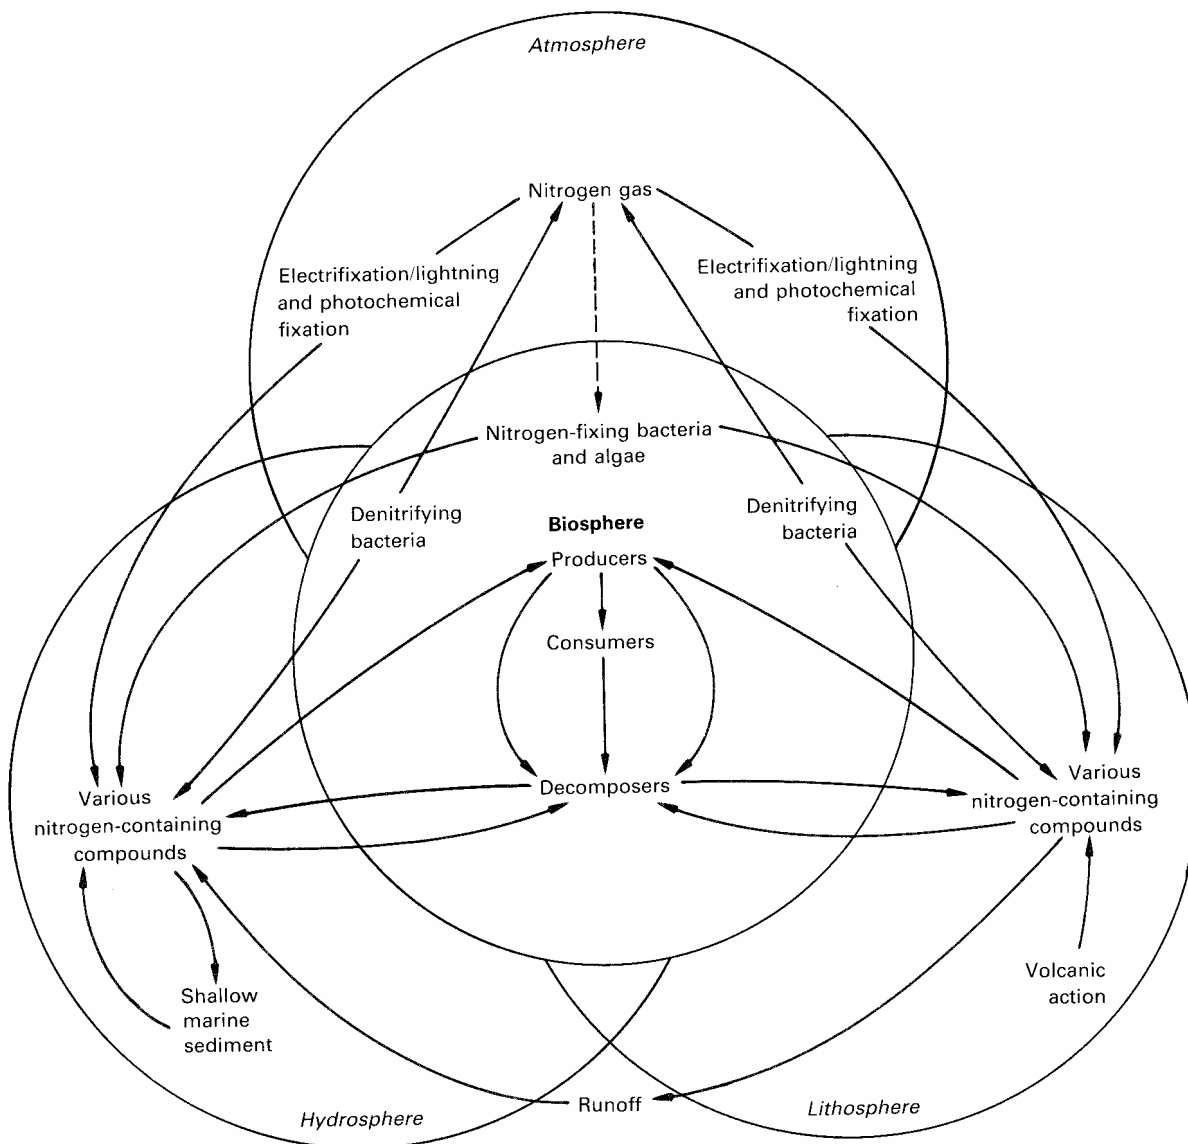 Atmosphere
Nitrogen gas
Electrifixation/lightning
and photochemical
fixation
Electrifixation/lightning
and photochemical
fixation
Nitrogen-fixing bacteria
and algae
Denitrifying
bacteria
Biosphere
Denitrifying
bacteria
Producers
Consumers
Decomposers
Various
nitrogen-containing
compounds
Various
nitrogen-containing
compounds
Shallow
marine
sediment
Volcanic
action
Hydrosphere
Runoff
Lithosphere